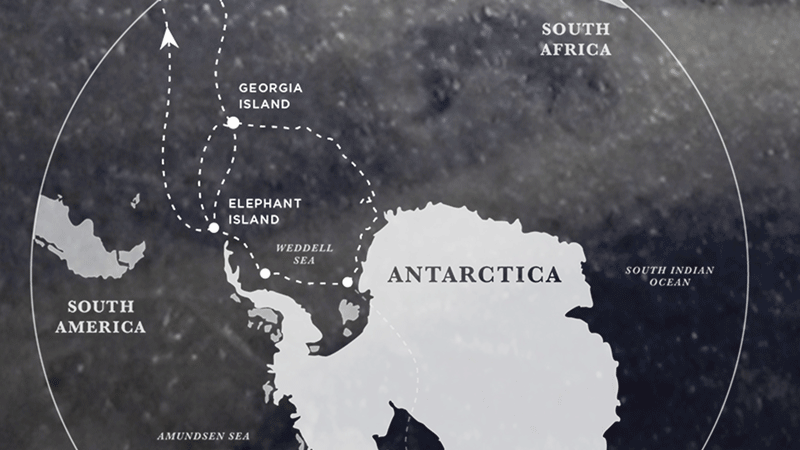 SOUTH
AFRICA
GEORGIA
ISLAND
ELEPHANT
ISLAND
WEDDELL
SEA
ANTARCTICA
SOUTH INDIAN
OCEAN
SOUTH
AMERICA
AMUNDSEN SEA